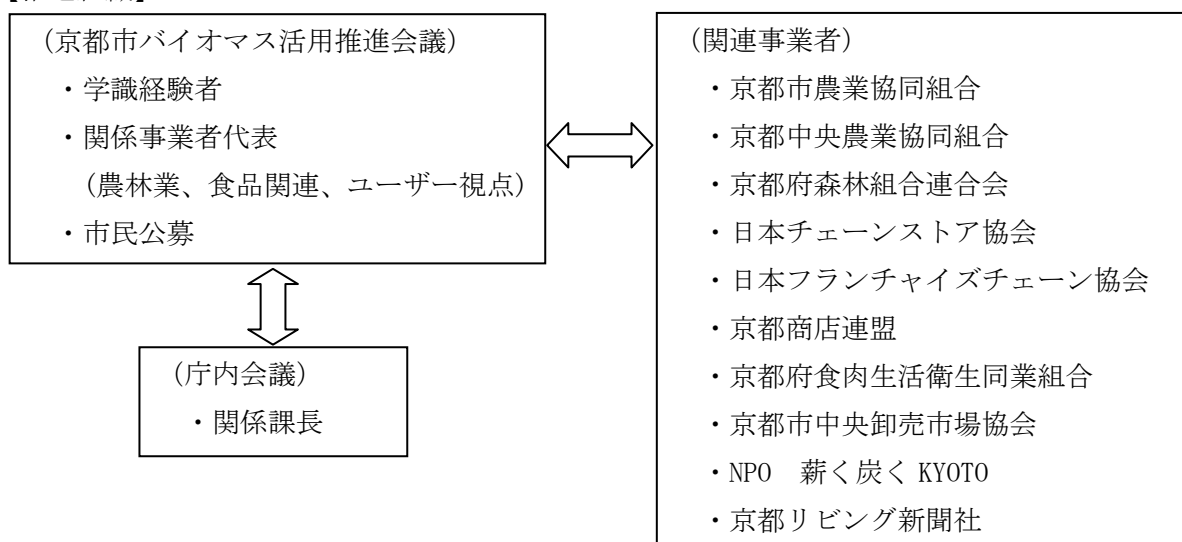 (京都市バイオマス活用推進会議)
・学識経験者
・関係事業者代表
(農林業、食品関連、ユーザー視点)
・市民公募
(庁内会議)
・関係課長
(関連事業者)
・京都市農業協同組合
・京都中央農業協同組合
・京都府森林組合連合会
・日本チェーンストア協会
・日本フランチャイズチェーン協会
・京都商店連盟
・京都府食肉生活衛生同業組合
・京都市中央卸売市場協会
・NPO 薪く炭く KYOTO
・京都リビング新聞社